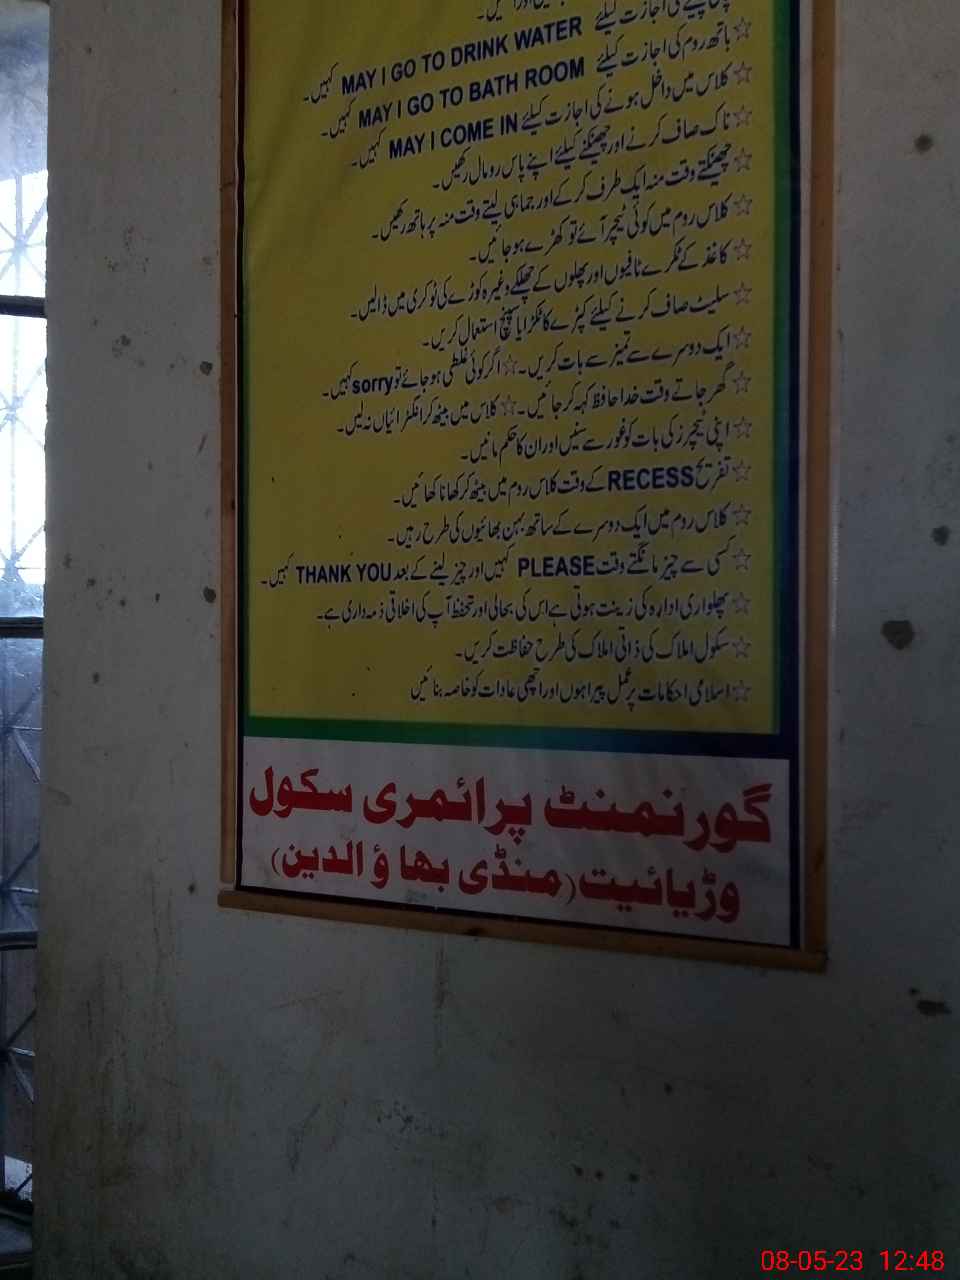 پینے کی اجازت کیلئے MAY I GO TO DRINK WATER کہیں۔
☆ باتھ روم کی اجازت کیلئے MAY I GO TO BATH ROOM کہیں۔
☆ کلاس میں داخل ہونے کی اجازت کیلئے MAY I COME IN کہیں۔
☆ ناک صاف کرنے اور چھینکنے کیلئے اپنے پاس رومال رکھیں۔
☆ چھینکتے وقت منہ ایک طرف کرکے اور جماہی لیتے وقت منہ پر ہاتھ رکھیں۔
☆ کلاس روم میں کوئی ٹیچر آئے تو کھڑے ہو جائیں۔
☆ کاغذ کے ٹکرے ٹافیوں اور پھلوں کے چھلکے وغیرہ کوڑے کی ٹوکری میں ڈالیں۔
☆ سلیٹ صاف کرنے کیلئے کپڑے کا ٹکڑا یا سپنج استعمال کریں۔
☆ ایک دوسرے سے تمیز سے بات کریں۔ ☆ اگر کوئی غلطی ہو جائے تو sorry کہیں۔
☆ گھر جاتے وقت خدا حافظ کہہ کر جائیں۔ ☆ کلاس میں بیٹھ کر انگڑائیاں نہ لیں۔
☆ اپنی ٹیچرز کی بات کو غور سے سنیں اور ان کا حکم مانیں۔
☆ تفریح RECESS کے وقت کلاس روم میں بیٹھ کر کھانا کھائیں۔
☆ کلاس روم میں ایک دوسرے کے ساتھ بہن بھائیوں کی طرح رہیں۔
☆ کسی سے چیز مانگتے وقت PLEASE کہیں اور چیز لینے کے بعد THANK YOU کہیں۔
☆ پھلواری ادارہ کی زینت ہوتی ہے اس کی بحالی اور تحفظ آپ کی اخلاقی ذمہ داری ہے۔
☆ سکول املاک کی ذاتی املاک کی طرح حفاظت کریں۔
☆ اسلامی احکامات پر عمل پیرا ہوں اور اچھی عادات کو خاصہ بنائیں
گورنمنٹ پرائمری سکول
وڑیائیت (منڈی بہاؤالدین)
08-05-23 12:48